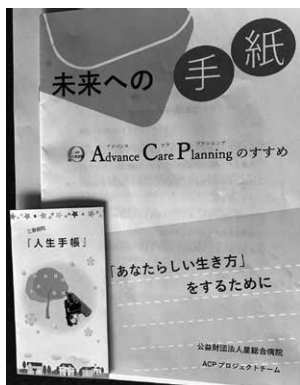 未来への手紙
アドバンス ケア プランニング
Advance Care Planning のすすめ
三春病院
「人生手帳」
「あなたらしい生き方」
をするために
公益財団法人星総合病院
ACPプロジェクトチーム